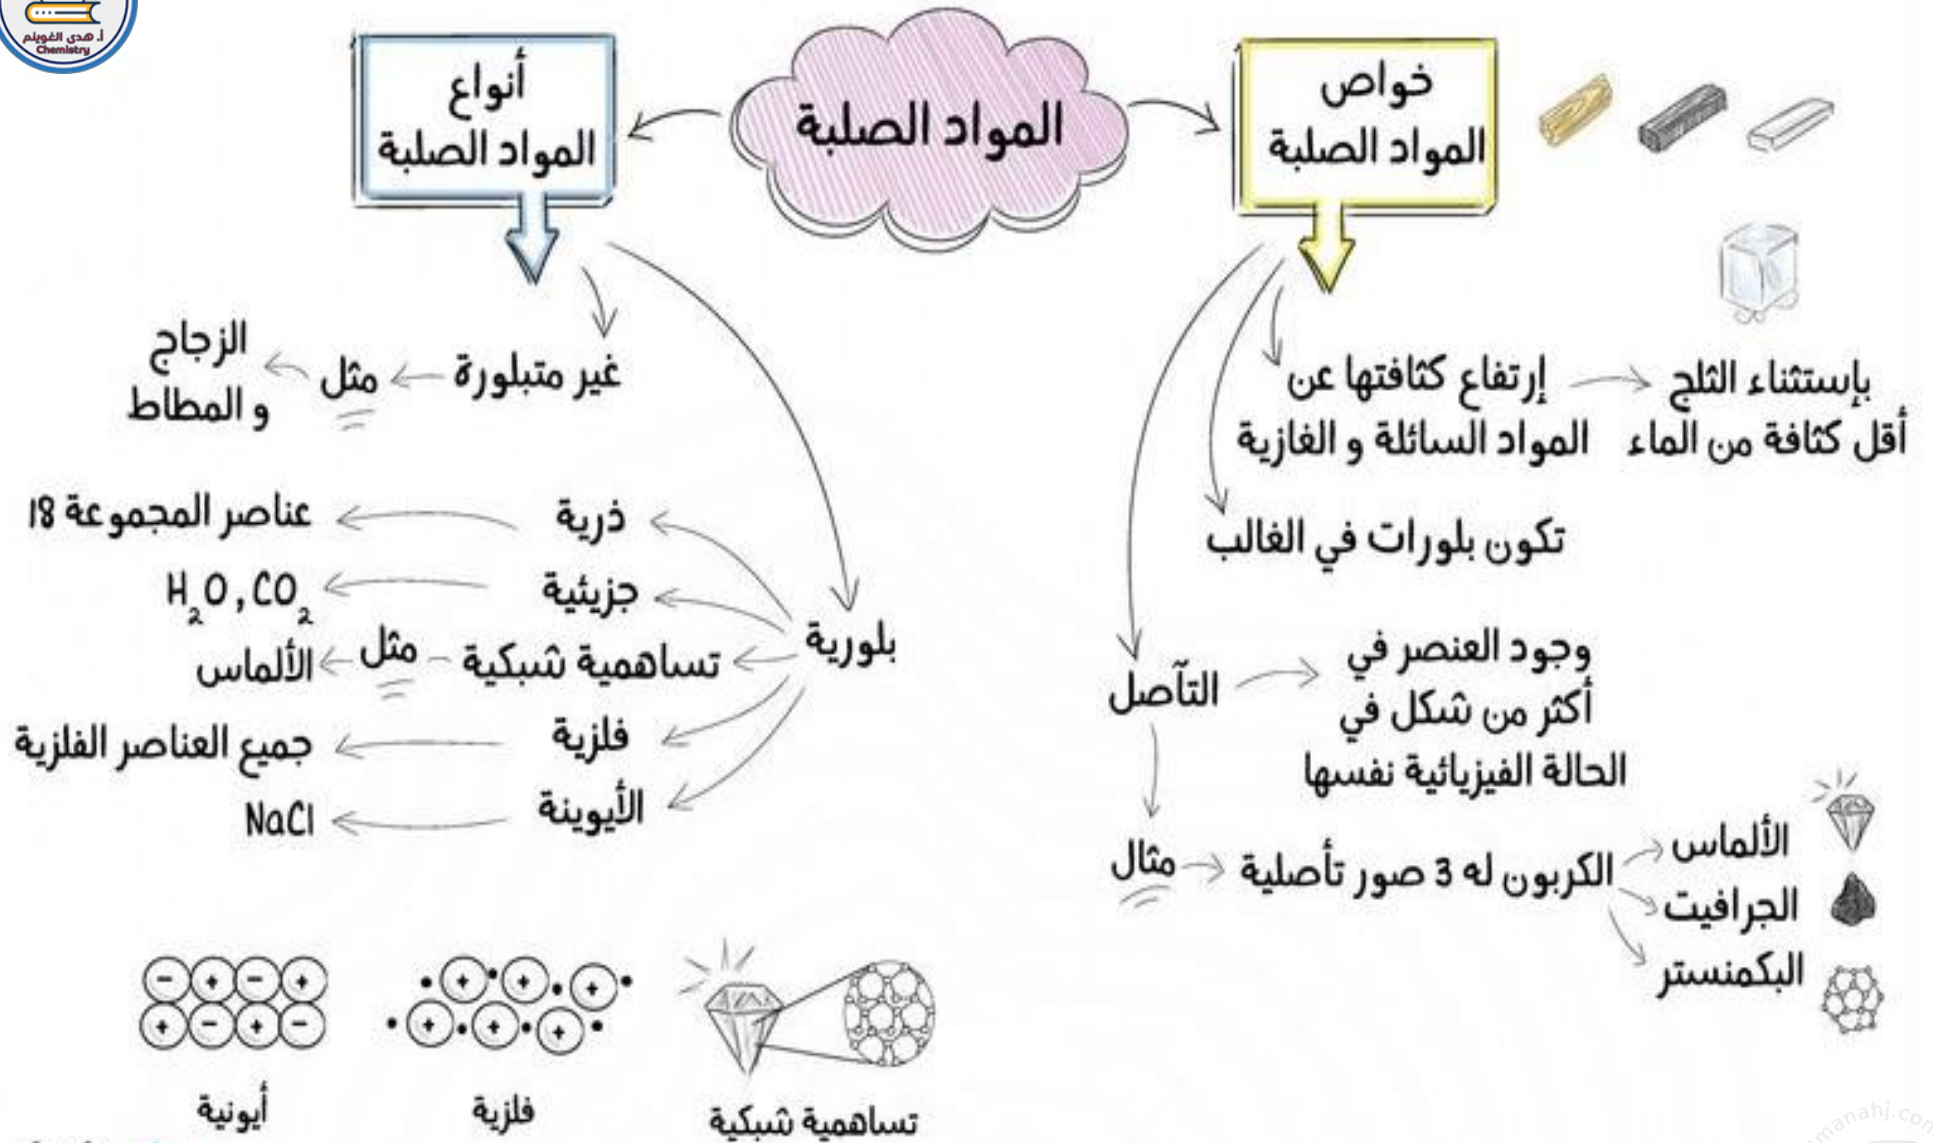 أ. هدى الغوينم
Chemistry
المواد الصلبة
خواص
المواد الصلبة
إرتفاع كثافتها عن
المواد السائلة و الغازية
بإستثناء الثلج
أقل كثافة من الماء
تكون بلورات في الغالب
التآصل
وجود العنصر في
أكثر من شكل في
الحالة الفيزيائية نفسها
مثال
الكربون له 3 صور تأصلية
الألماس
الجرافيت
البكمنستر
أنواع
المواد الصلبة
غير متبلورة
مثل
الزجاج
و المطاط
بلورية
ذرية
عناصر المجموعة 18
جزيئية
H₂O, CO₂
تساهمية شبكية
مثل
الألماس
فلزية
جميع العناصر الفلزية
الأيوينة
NaCl
- + - +
+ - + -
+ + +
+ + +
تساهمية شبكية
فلزية
أيونية
manahj.com